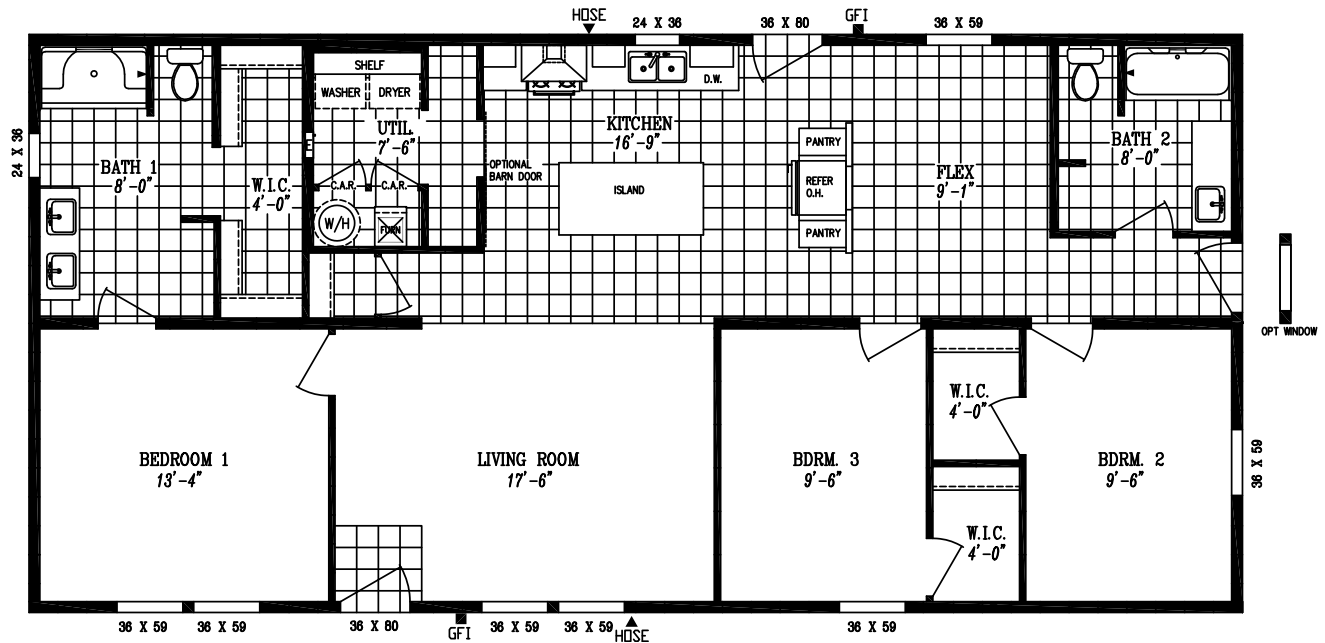 HOSE
24 X 36
36 X 80
GFI
36 X 59
SHELF
WASHER
DRYER
D.W.
24 X 36
BATH 1
8'-0"
W.I.C.
4'-0"
E
UTIL
7'-6"
C.A.R.
C.A.R.
W/H
FURN
OPTIONAL
BARN DOOR
KITCHEN
16'-9"
ISLAND
PANTRY
REFER
O.H.
PANTRY
FLEX
9'-1"
BATH 2
8'-0"
OPT WINDOW
BEDROOM 1
13'-4"
LIVING ROOM
17'-6"
BDRM. 3
9'-6"
W.I.C.
4'-0"
W.I.C.
4'-0"
BDRM. 2
9'-6"
36 X 59
36 X 59
36 X 59
36 X 80
GFI
36 X 59
36 X 59
HOSE
36 X 59